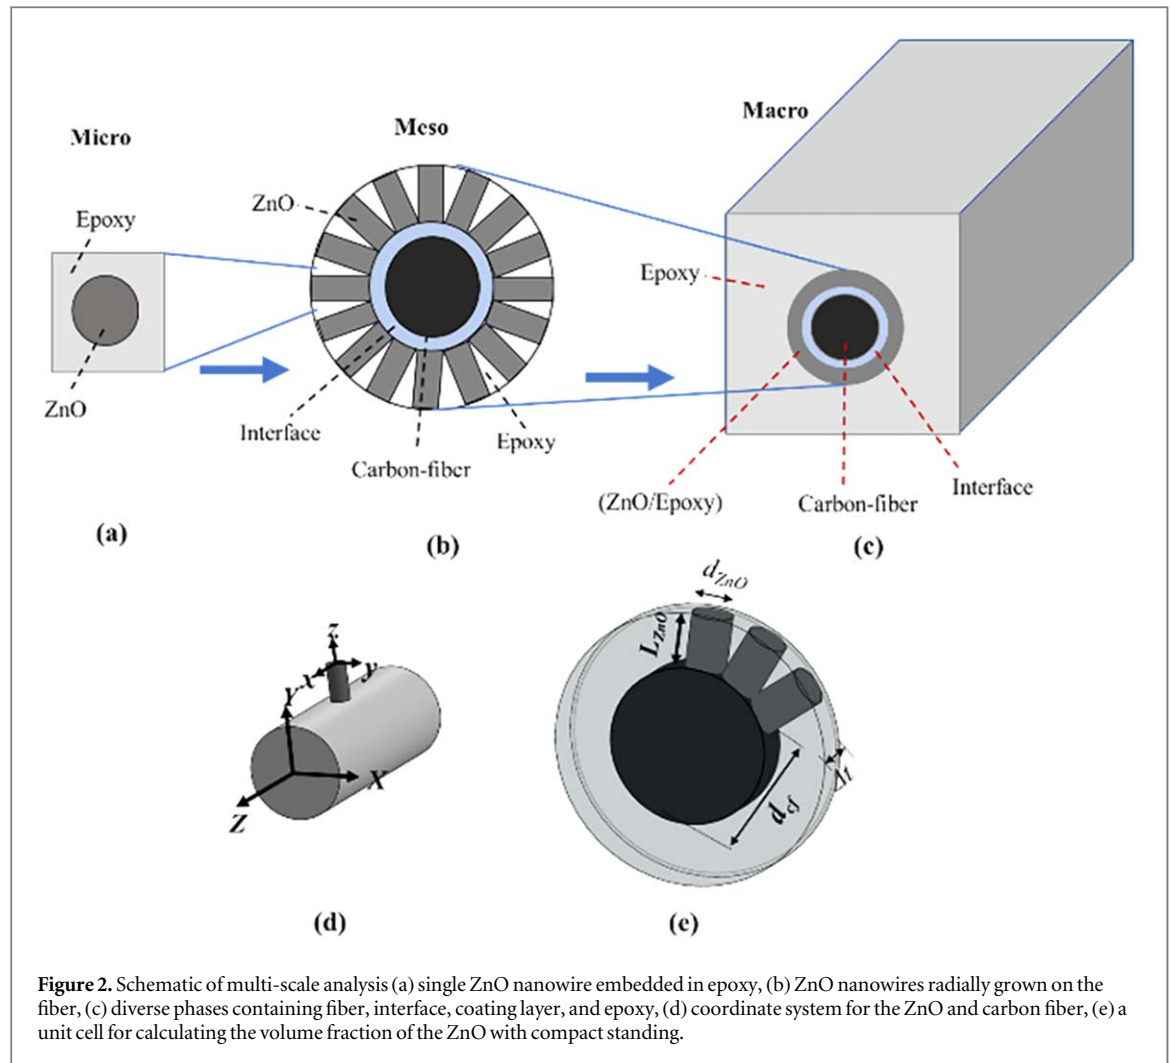 Micro
Meso
Macro
Epoxy
ZnO
ZnO
Interface
Carbon-fiber
Epoxy
Epoxy
(ZnO/Epoxy)
Carbon-fiber
Interface
(a)
(b)
(c)
z
x
y
Y
X
Z
d_ZnO
L_ZnO
d_cf
Δt
(d)
(e)
Figure 2. Schematic of multi-scale analysis (a) single ZnO nanowire embedded in epoxy, (b) ZnO nanowires radially grown on the
fiber, (c) diverse phases containing fiber, interface, coating layer, and epoxy, (d) coordinate system for the ZnO and carbon fiber, (e) a
unit cell for calculating the volume fraction of the ZnO with compact standing.